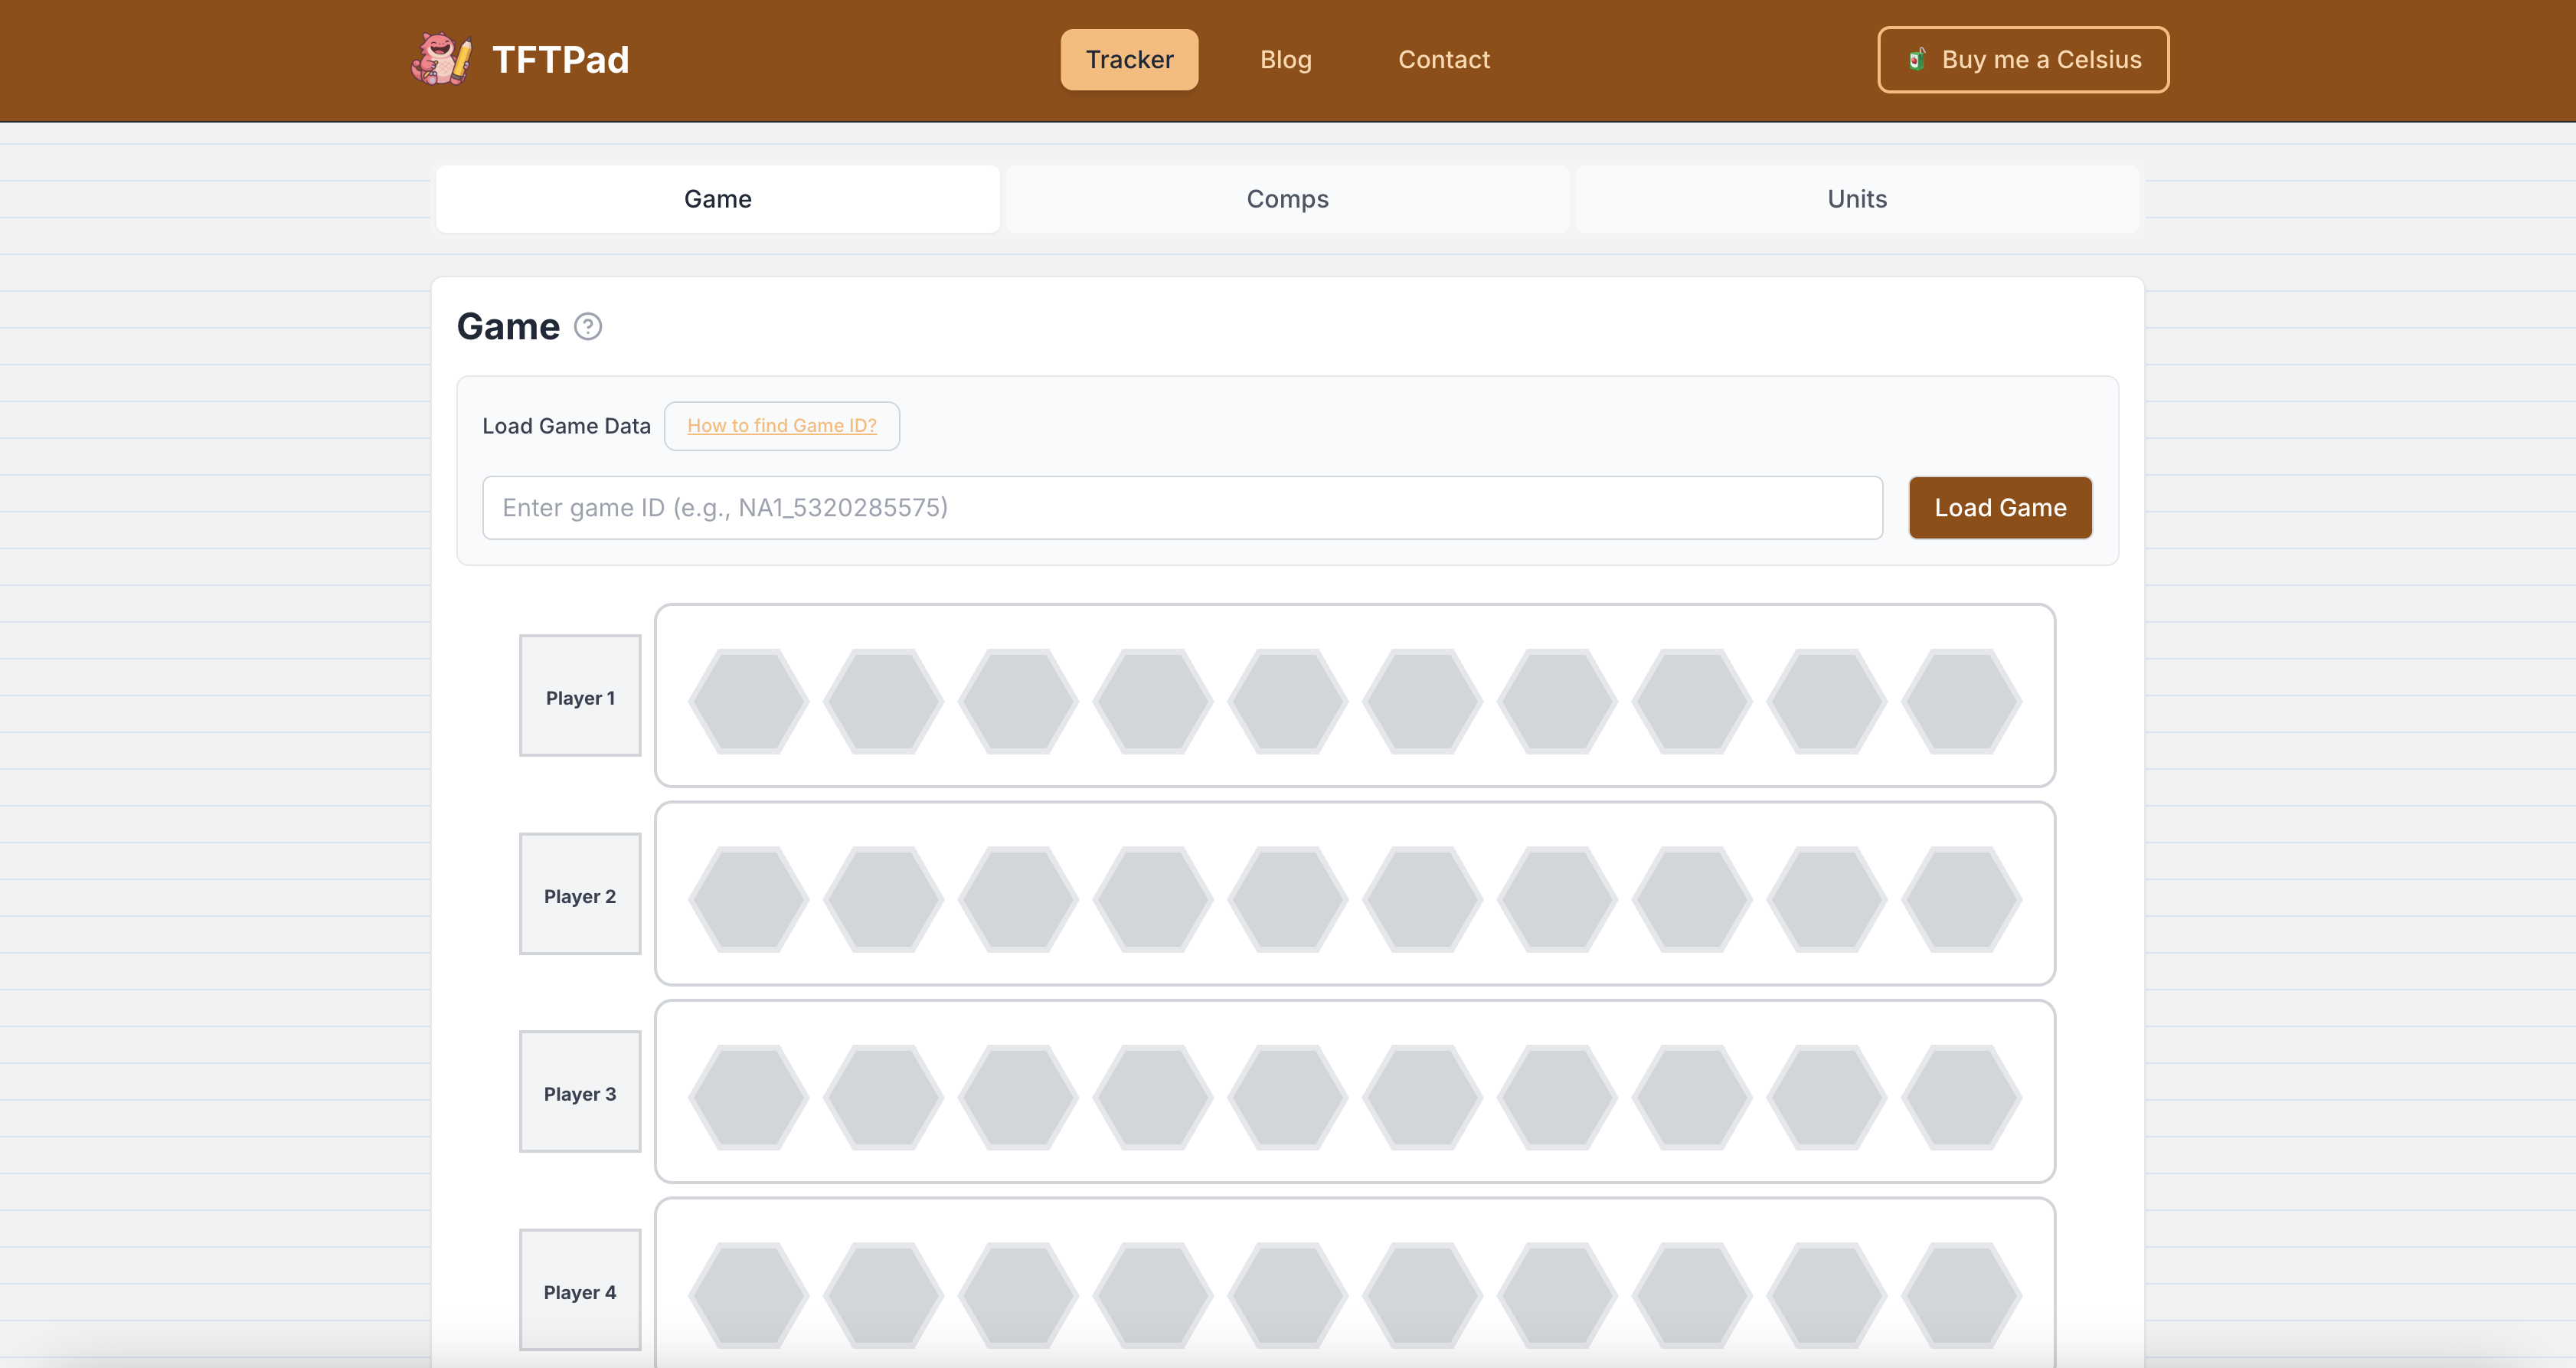 TFTPad
Tracker
Blog
Contact
Buy me a Celsius
Game
Comps
Units
Game ?
Load Game Data
How to find Game ID?
Enter game ID (e.g., NA1_5320285575)
Load Game
Player 1
Player 2
Player 3
Player 4